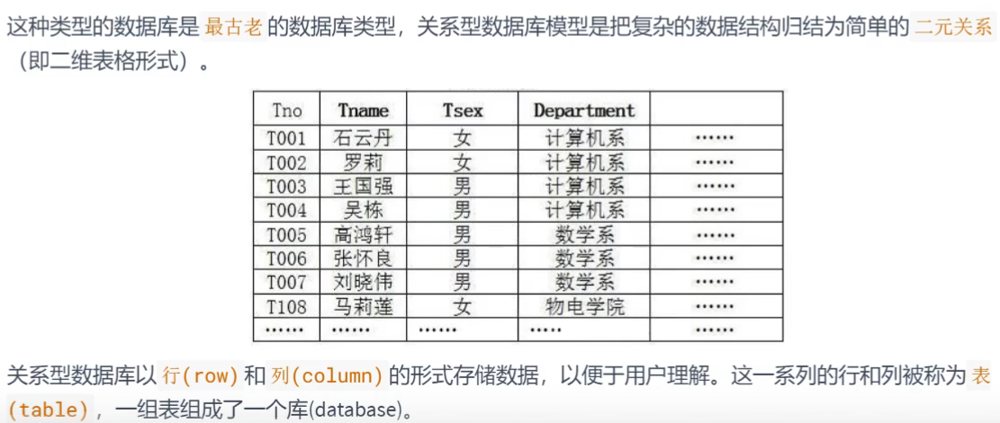 这种类型的数据库是 最古老 的数据库类型，关系型数据库模型是把复杂的数据结构归结为简单的 二元关系
（即二维表格形式）。
Tno Tname Tsex Department
T001 石云丹 女 计算机系 ······
T002 罗莉 女 计算机系 ······
T003 王国强 男 计算机系 ······
T004 吴栋 男 计算机系 ······
T005 高鸿轩 男 数学系 ······
T006 张怀良 男 数学系 ······
T007 刘晓伟 男 数学系 ······
T108 马莉莲 女 物电学院 ······
······ ······ ······ ····· ······
关系型数据库以 行(row) 和 列(column) 的形式存储数据，以便于用户理解。这一系列的行和列被称为 表
(table) ，一组表组成了一个库(database)。